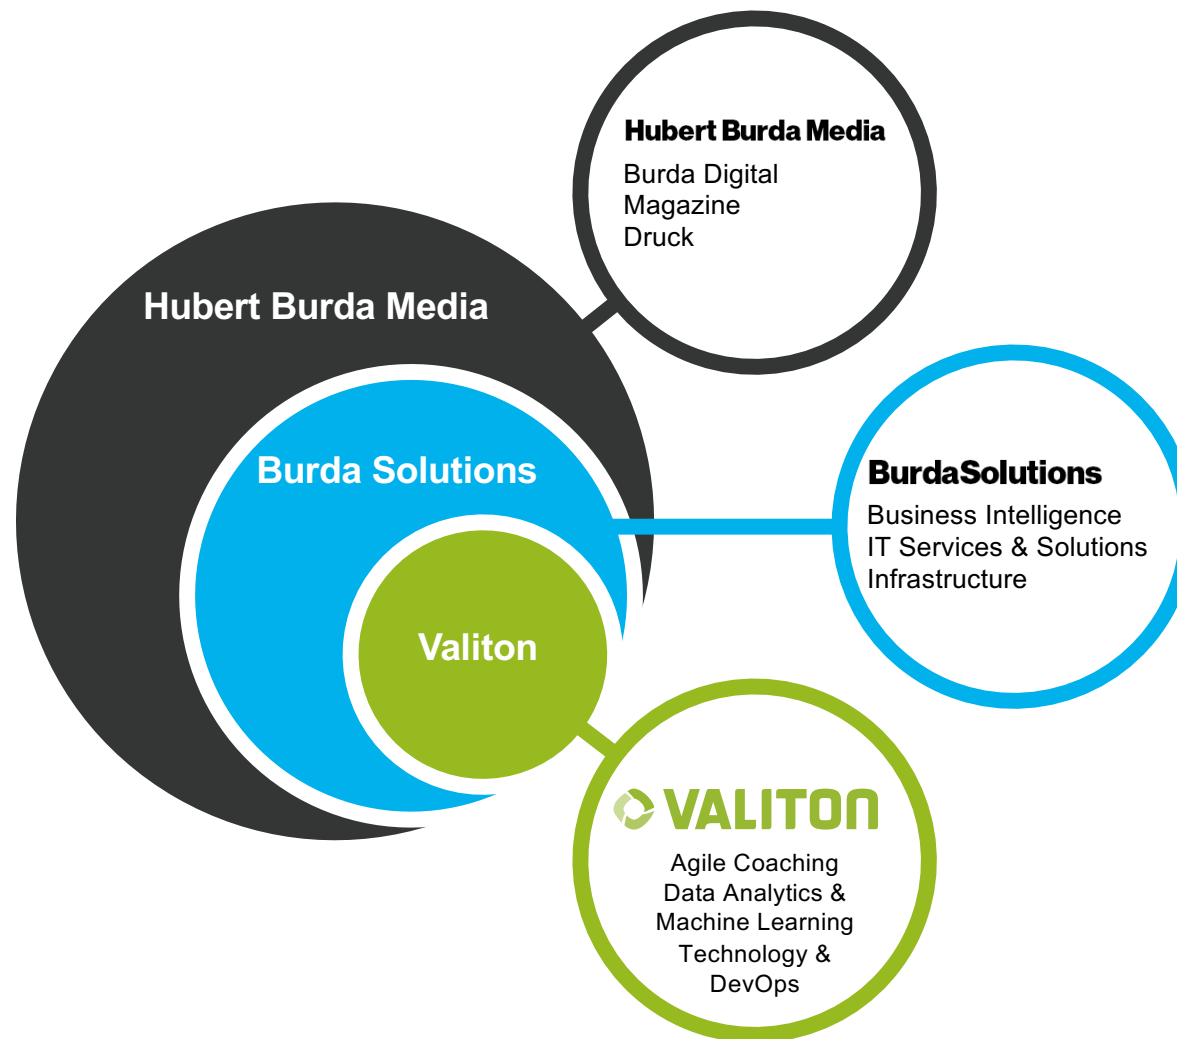 Hubert Burda Media
Burda Digital
Magazine
Druck
Hubert Burda Media
Burda Solutions
BurdaSolutions
Business Intelligence
IT Services & Solutions
Infrastructure
Valiton
VALITON
Agile Coaching
Data Analytics &
Machine Learning
Technology &
DevOps